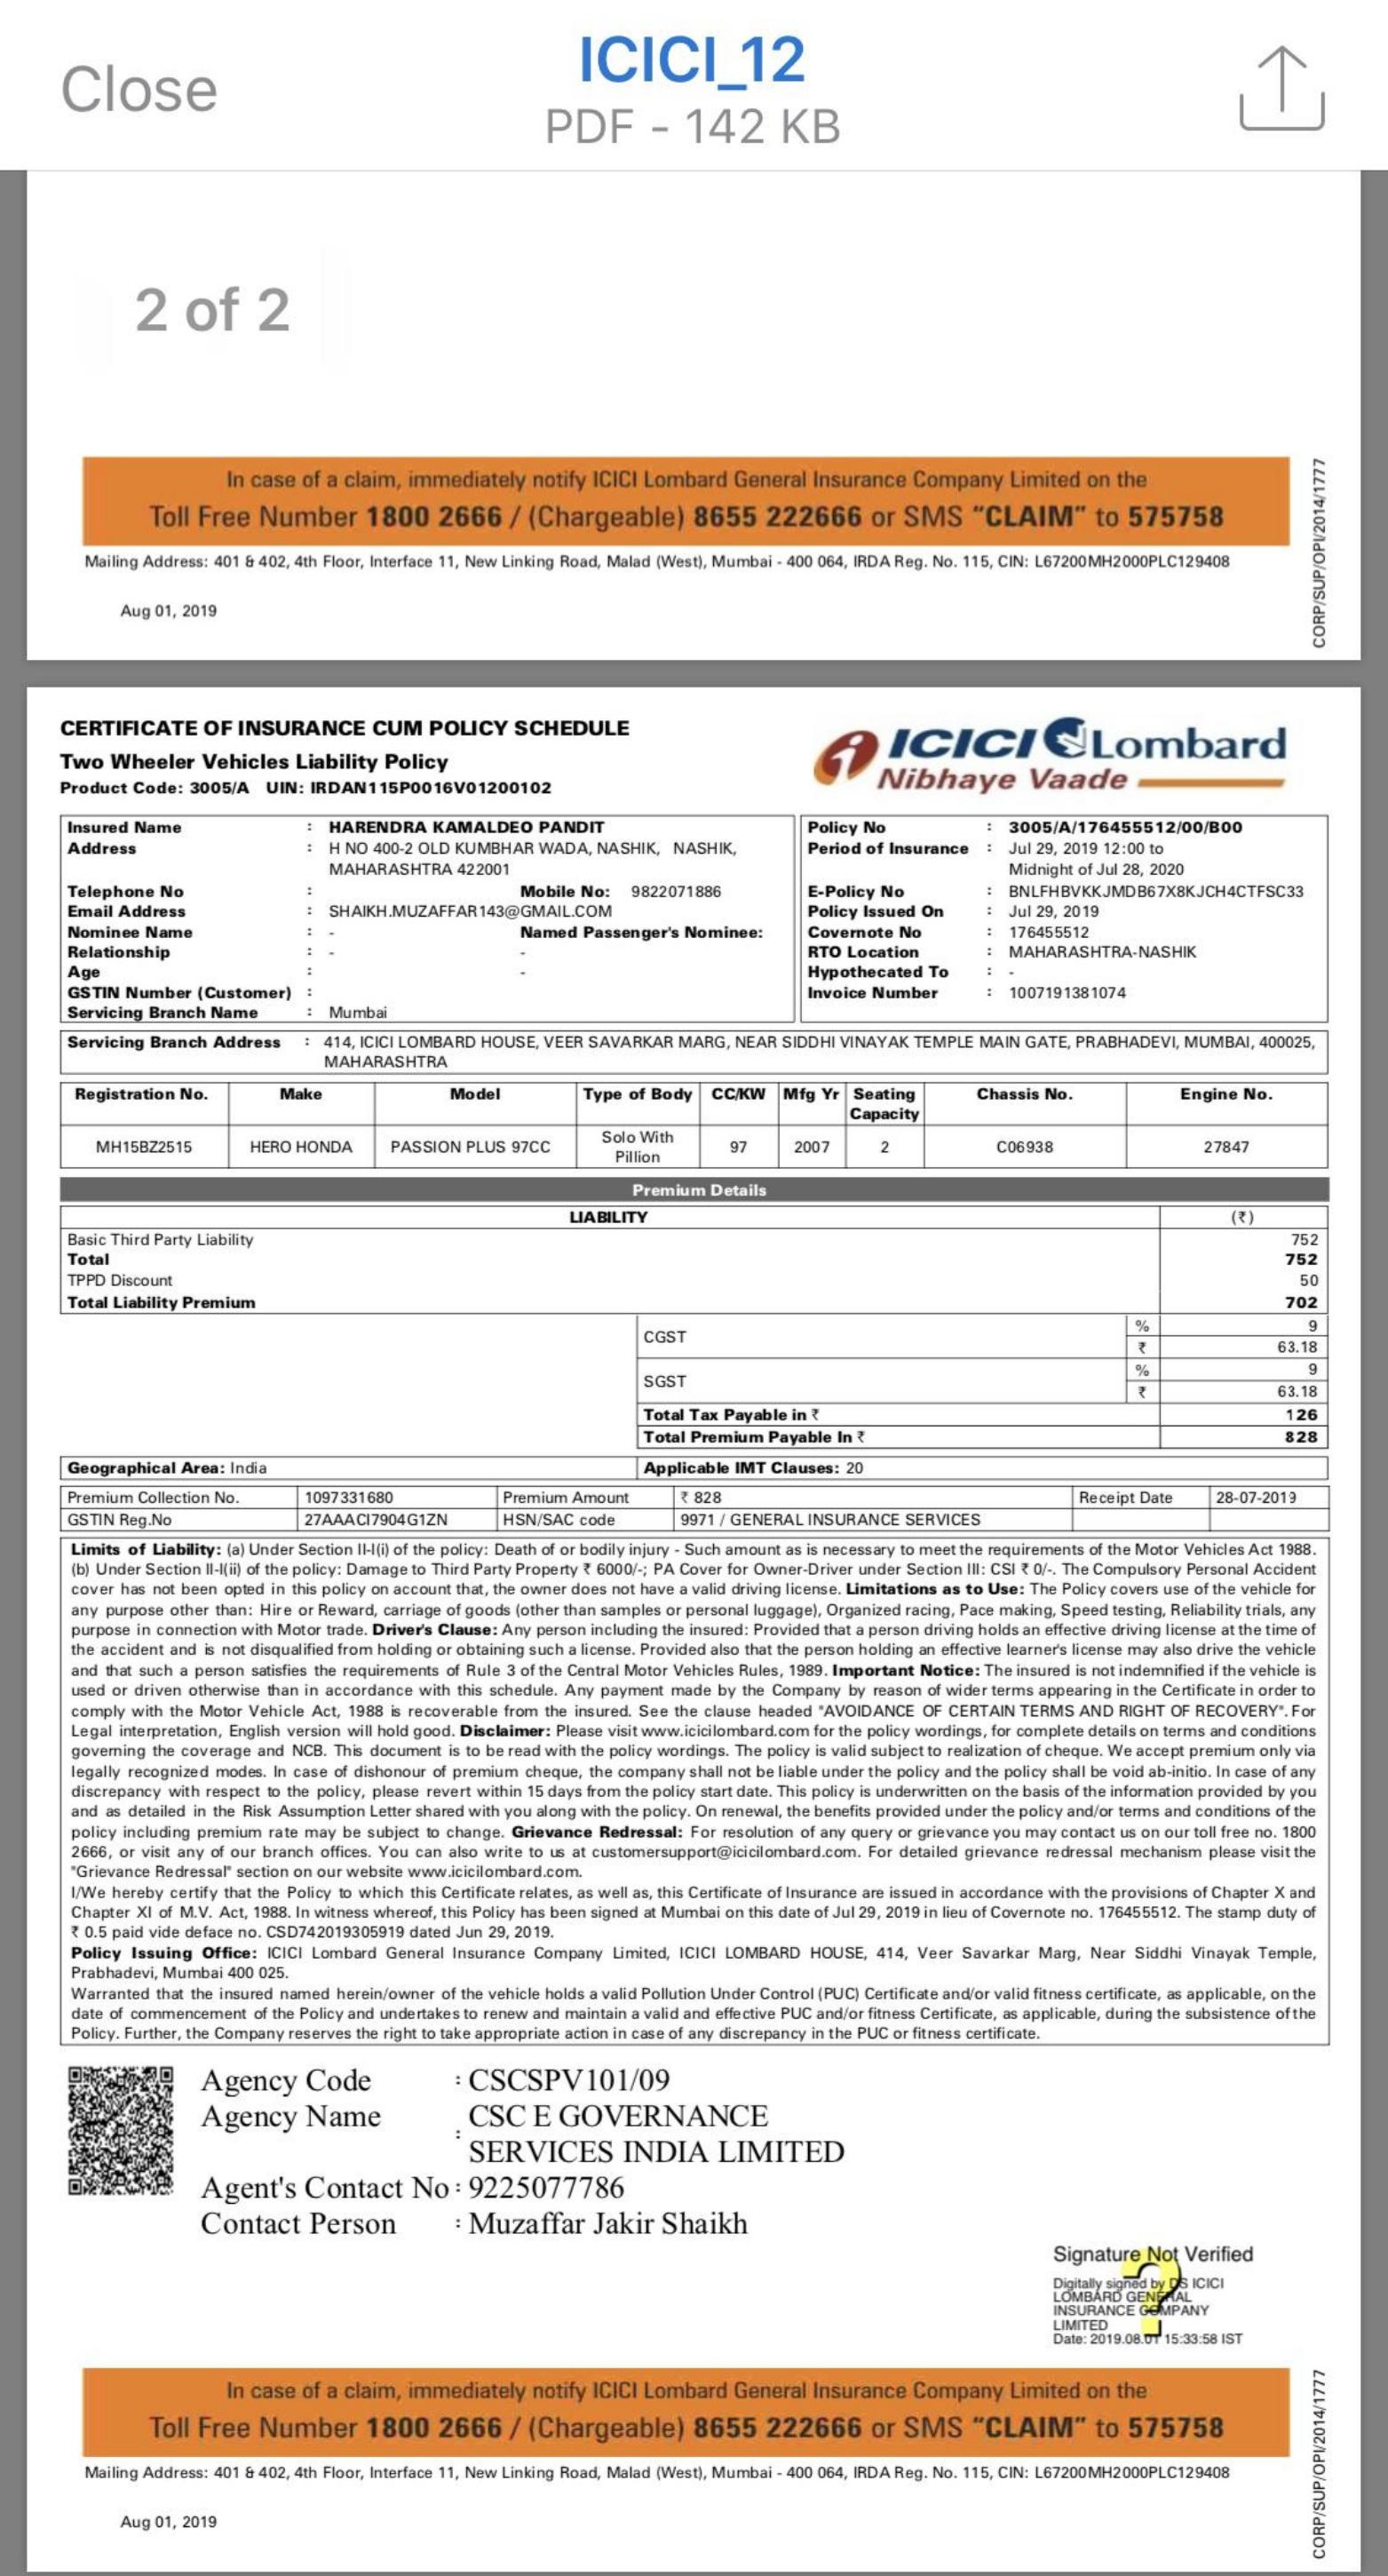 Close
ICICI_12
PDF - 142 KB
2 of 2
In case of a claim, immediately notify ICICI Lombard General Insurance Company Limited on the
Toll Free Number 1800 2666 / (Chargeable) 8655 222666 or SMS “CLAIM” to 575758
Mailing Address: 401 & 402, 4th Floor, Interface 11, New Linking Road, Malad (West), Mumbai - 400 064, IRDA Reg. No. 115, CIN: L67200MH2000PLC129408
CORP/SUP/OPI/2014/1777
Aug 01, 2019
CERTIFICATE OF INSURANCE CUM POLICY SCHEDULE
Two Wheeler Vehicles Liability Policy
Product Code: 3005/A UIN: IRDAN115P0016V01200102
ICICI Lombard
Nibhaye Vaade
Insured Name : HARENDRA KAMALDEO PANDIT
Address : H NO 400-2 OLD KUMBHAR WADA, NASHIK, NASHIK,
MAHARASHTRA 422001
Telephone No : Mobile No: 9822071886
Email Address : SHAIKH.MUZAFFAR143@GMAIL.COM
Nominee Name : - Named Passenger's Nominee:
Relationship : - -
Age : -
GSTIN Number (Customer) :
Servicing Branch Name : Mumbai
Policy No : 3005/A/176455512/00/B00
Period of Insurance : Jul 29, 2019 12:00 to
Midnight of Jul 28, 2020
E-Policy No : BNLFHBVKKJMDB67X8KJCH4CTFSC33
Policy Issued On : Jul 29, 2019
Covernote No : 176455512
RTO Location : MAHARASHTRA-NASHIK
Hypothecated To : -
Invoice Number : 1007191381074
Servicing Branch Address : 414, ICICI LOMBARD HOUSE, VEER SAVARKAR MARG, NEAR SIDDHI VINAYAK TEMPLE MAIN GATE, PRABHADEVI, MUMBAI, 400025,
MAHARASHTRA
Registration No. Make Model Type of Body CC/KW Mfg Yr Seating Capacity Chassis No. Engine No.
MH15BZ2515 HERO HONDA PASSION PLUS 97CC Solo With Pillion 97 2007 2 C06938 27847
Premium Details
LIABILITY (₹)
Basic Third Party Liability 752
Total 752
TPPD Discount 50
Total Liability Premium 702
CGST % 9
₹ 63.18
SGST % 9
₹ 63.18
Total Tax Payable in ₹ 126
Total Premium Payable In ₹ 828
Geographical Area: India Applicable IMT Clauses: 20
Premium Collection No. 1097331680 Premium Amount ₹ 828 Receipt Date 28-07-2019
GSTIN Reg.No 27AAACI7904G1ZN HSN/SAC code 9971 / GENERAL INSURANCE SERVICES
Limits of Liability: (a) Under Section II-I(i) of the policy: Death of or bodily injury - Such amount as is necessary to meet the requirements of the Motor Vehicles Act 1988.
(b) Under Section II-I(ii) of the policy: Damage to Third Party Property ₹ 6000/-; PA Cover for Owner-Driver under Section III: CSI ₹ 0/-. The Compulsory Personal Accident
cover has not been opted in this policy on account that, the owner does not have a valid driving license. Limitations as to Use: The Policy covers use of the vehicle for
any purpose other than: Hire or Reward, carriage of goods (other than samples or personal luggage), Organized racing, Pace making, Speed testing, Reliability trials, any
purpose in connection with Motor trade. Driver's Clause: Any person including the insured: Provided that a person driving holds an effective driving license at the time of
the accident and is not disqualified from holding or obtaining such a license. Provided also that the person holding an effective learner's license may also drive the vehicle
and that such a person satisfies the requirements of Rule 3 of the Central Motor Vehicles Rules, 1989. Important Notice: The insured is not indemnified if the vehicle is
used or driven otherwise than in accordance with this schedule. Any payment made by the Company by reason of wider terms appearing in the Certificate in order to
comply with the Motor Vehicle Act, 1988 is recoverable from the insured. See the clause headed "AVOIDANCE OF CERTAIN TERMS AND RIGHT OF RECOVERY". For
Legal interpretation, English version will hold good. Disclaimer: Please visit www.icicilombard.com for the policy wordings, for complete details on terms and conditions
governing the coverage and NCB. This document is to be read with the policy wordings. The policy is valid subject to realization of cheque. We accept premium only via
legally recognized modes. In case of dishonour of premium cheque, the company shall not be liable under the policy and the policy shall be void ab-initio. In case of any
discrepancy with respect to the policy, please revert within 15 days from the policy start date. This policy is underwritten on the basis of the information provided by you
and as detailed in the Risk Assumption Letter shared with you along with the policy. On renewal, the benefits provided under the policy and/or terms and conditions of the
policy including premium rate may be subject to change. Grievance Redressal: For resolution of any query or grievance you may contact us on our toll free no. 1800
2666, or visit any of our branch offices. You can also write to us at customersupport@icicilombard.com. For detailed grievance redressal mechanism please visit the
"Grievance Redressal" section on our website www.icicilombard.com.
I/We hereby certify that the Policy to which this Certificate relates, as well as, this Certificate of Insurance are issued in accordance with the provisions of Chapter X and
Chapter XI of M.V. Act, 1988. In witness whereof, this Policy has been signed at Mumbai on this date of Jul 29, 2019 in lieu of Covernote no. 176455512. The stamp duty of
₹ 0.5 paid vide deface no. CSD742019305919 dated Jun 29, 2019.
Policy Issuing Office: ICICI Lombard General Insurance Company Limited, ICICI LOMBARD HOUSE, 414, Veer Savarkar Marg, Near Siddhi Vinayak Temple,
Prabhadevi, Mumbai 400 025.
Warranted that the insured named herein/owner of the vehicle holds a valid Pollution Under Control (PUC) Certificate and/or valid fitness certificate, as applicable, on the
date of commencement of the Policy and undertakes to renew and maintain a valid and effective PUC and/or fitness Certificate, as applicable, during the subsistence of the
Policy. Further, the Company reserves the right to take appropriate action in case of any discrepancy in the PUC or fitness certificate.
Agency Code : CSCSPV101/09
Agency Name : CSC E GOVERNANCE
SERVICES INDIA LIMITED
Agent's Contact No : 9225077786
Contact Person : Muzaffar Jakir Shaikh
Signature Not Verified
Digitally signed by DS ICICI
LOMBARD GENERAL
INSURANCE COMPANY
LIMITED
Date: 2019.08.01 15:33:58 IST
In case of a claim, immediately notify ICICI Lombard General Insurance Company Limited on the
Toll Free Number 1800 2666 / (Chargeable) 8655 222666 or SMS “CLAIM” to 575758
Mailing Address: 401 & 402, 4th Floor, Interface 11, New Linking Road, Malad (West), Mumbai - 400 064, IRDA Reg. No. 115, CIN: L67200MH2000PLC129408
CORP/SUP/OPI/2014/1777
Aug 01, 2019